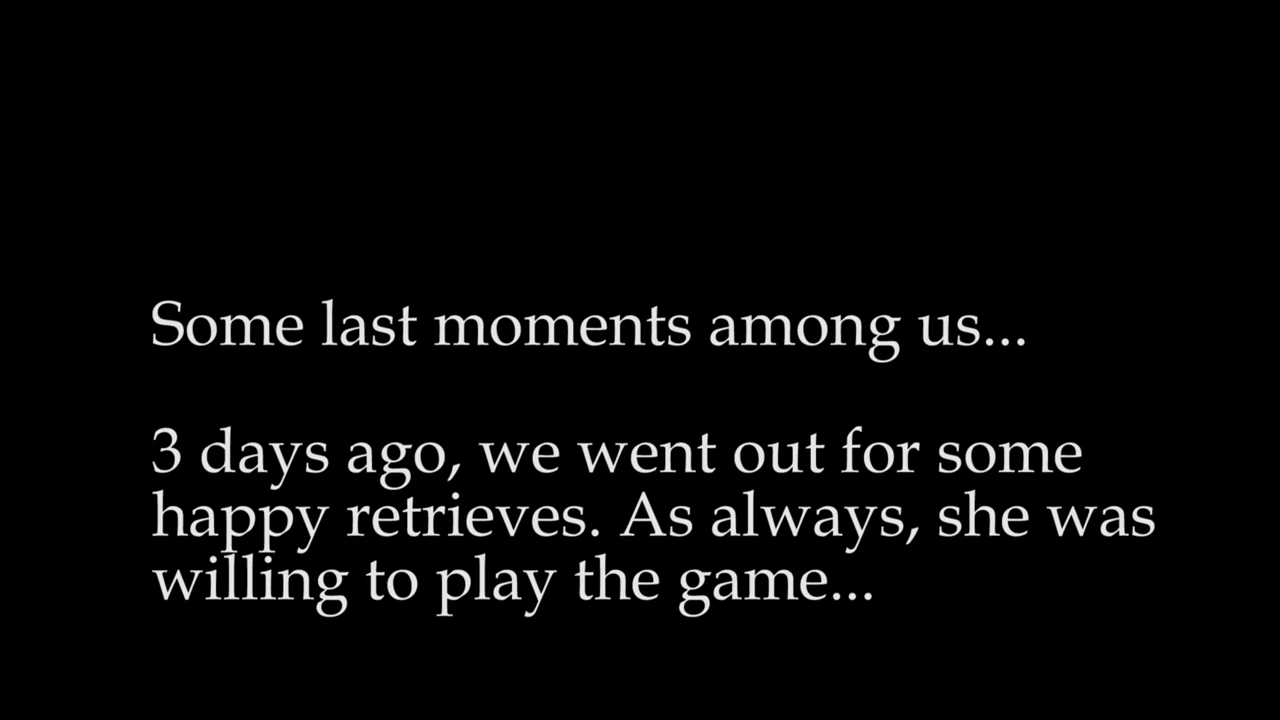 Some last moments among us...
3 days ago, we went out for some
happy retrieves. As always, she was
willing to play the game...